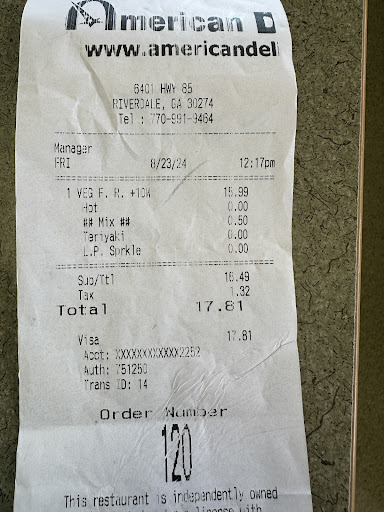 American D
www.americandel
6401 HWY 85
RIVERDALE, GA 30274
Tel : 770-991-9464
Manager
FRI 8/23/24 12:17pm
1 VEG F. R. +10W 15.99
Hot 0.00
## Mix ## 0.50
Teriyaki 0.00
L.P. Sprkle 0.00
Sub/Ttl 16.49
Tax 1.32
Total 17.81
Visa 17.81
Acct: XXXXXXXXXXXX2252
Auth: 751250
Trans ID: 14
Order Number
120
This restaurant is independently owned
license with